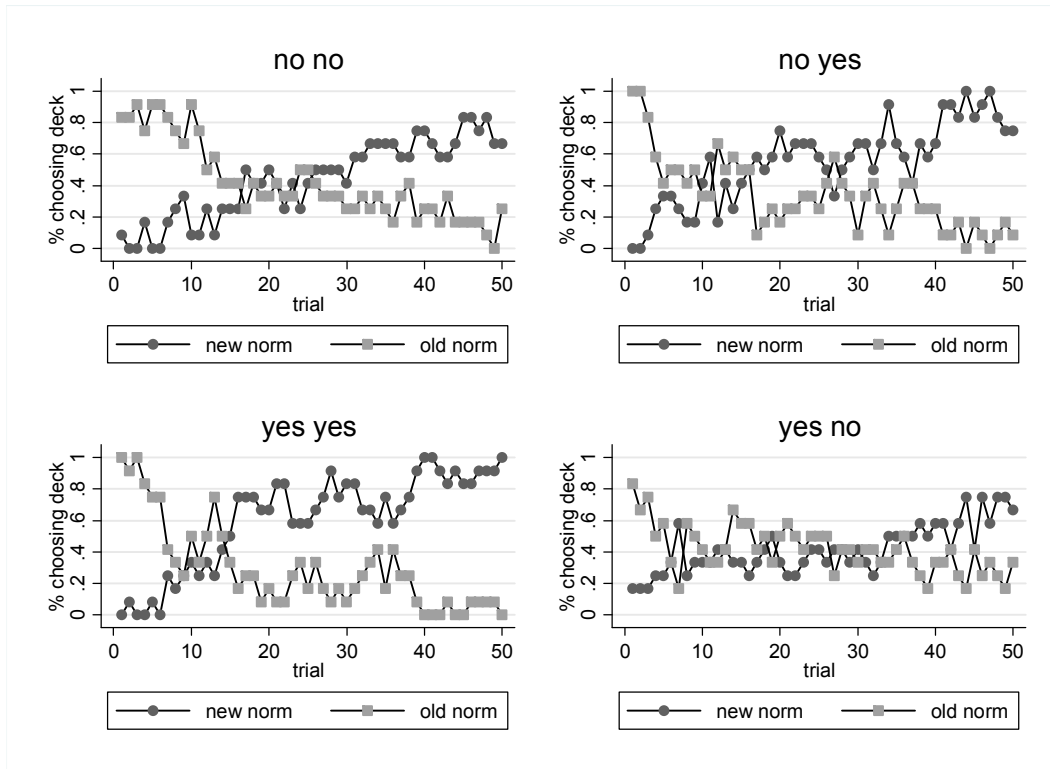 no no
% choosing deck
1
.8
.6
.4
.2
0
0 10 20 30 40 50
trial
new norm old norm
no yes
% choosing deck
1
.8
.6
.4
.2
0
0 10 20 30 40 50
trial
new norm old norm
yes yes
% choosing deck
1
.8
.6
.4
.2
0
0 10 20 30 40 50
trial
new norm old norm
yes no
% choosing deck
1
.8
.6
.4
.2
0
0 10 20 30 40 50
trial
new norm old norm